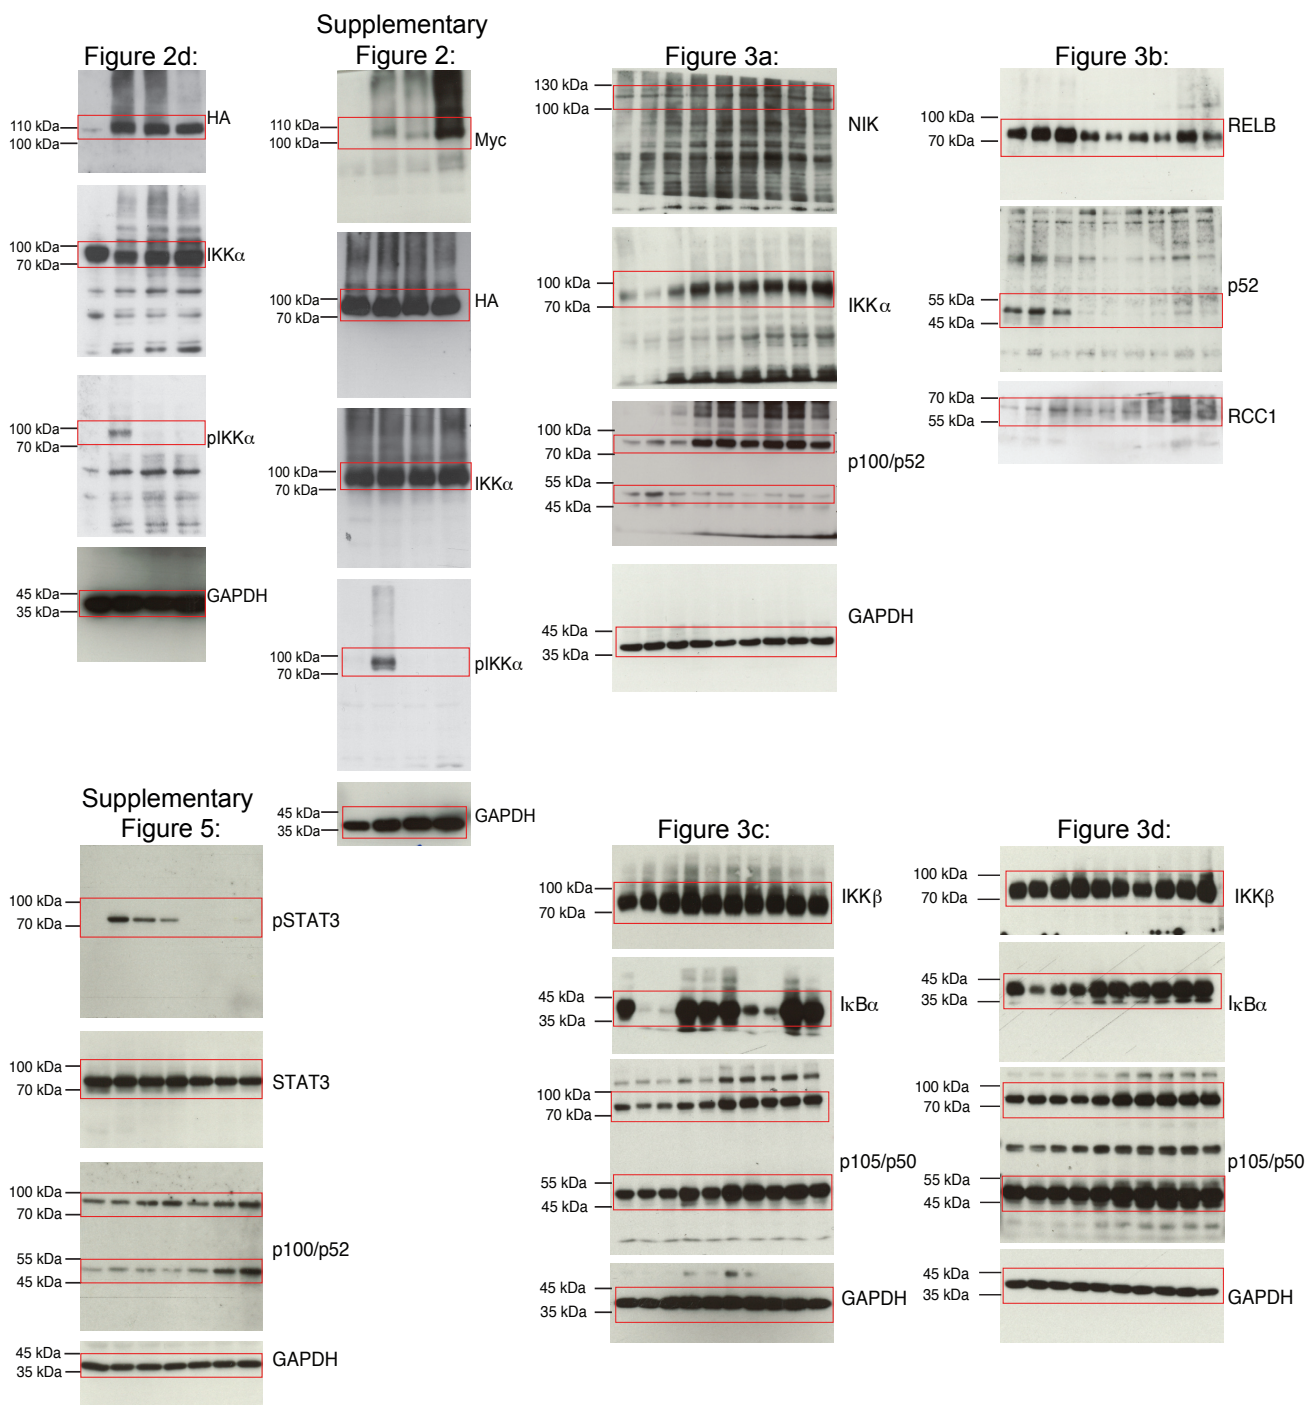 Figure 2d:
110 kDa
100 kDa
HA
100 kDa
70 kDa
IKKα
100 kDa
70 kDa
pIKKα
45 kDa
35 kDa
GAPDH
Supplementary
Figure 2:
110 kDa
100 kDa
Myc
100 kDa
70 kDa
HA
100 kDa
70 kDa
IKKα
100 kDa
70 kDa
pIKKα
45 kDa
35 kDa
GAPDH
Figure 3a:
130 kDa
100 kDa
NIK
100 kDa
70 kDa
IKKα
100 kDa
70 kDa
p100/p52
55 kDa
45 kDa
GAPDH
45 kDa
35 kDa
Figure 3b:
100 kDa
70 kDa
RELB
p52
55 kDa
45 kDa
70 kDa
55 kDa
RCC1
Supplementary
Figure 5:
100 kDa
70 kDa
pSTAT3
100 kDa
70 kDa
STAT3
100 kDa
70 kDa
p100/p52
55 kDa
45 kDa
45 kDa
35 kDa
GAPDH
Figure 3c:
100 kDa
70 kDa
IKKβ
45 kDa
35 kDa
IκBα
100 kDa
70 kDa
p105/p50
55 kDa
45 kDa
45 kDa
35 kDa
GAPDH
Figure 3d:
100 kDa
70 kDa
IKKβ
45 kDa
35 kDa
IκBα
100 kDa
70 kDa
p105/p50
55 kDa
45 kDa
45 kDa
35 kDa
GAPDH